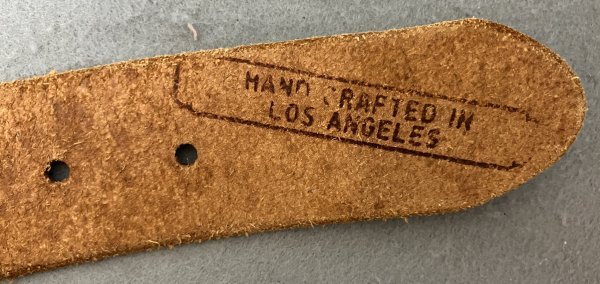 HAND CRAFTED IN
LOS ANGELES